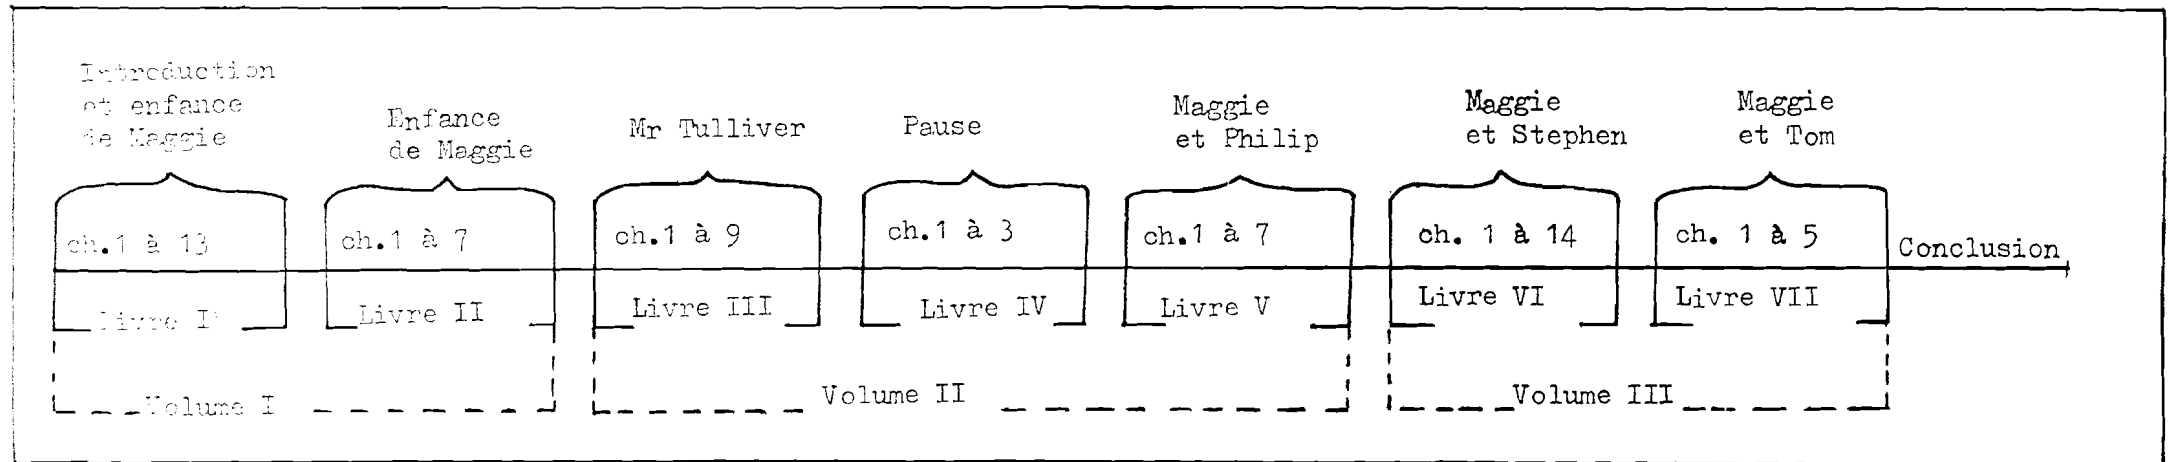 Introduction
et enfance
de Maggie
Enfance
de Maggie
Mr Tulliver
Pause
Maggie
et Philip
Maggie
et Stephen
Maggie
et Tom
ch.1 à 13
ch.1 à 7
ch.1 à 9
ch.1 à 3
ch.1 à 7
ch. 1 à 14
ch. 1 à 5
Conclusion
Livre I
Livre II
Livre III
Livre IV
Livre V
Livre VI
Livre VII
Volume I
Volume II
Volume III